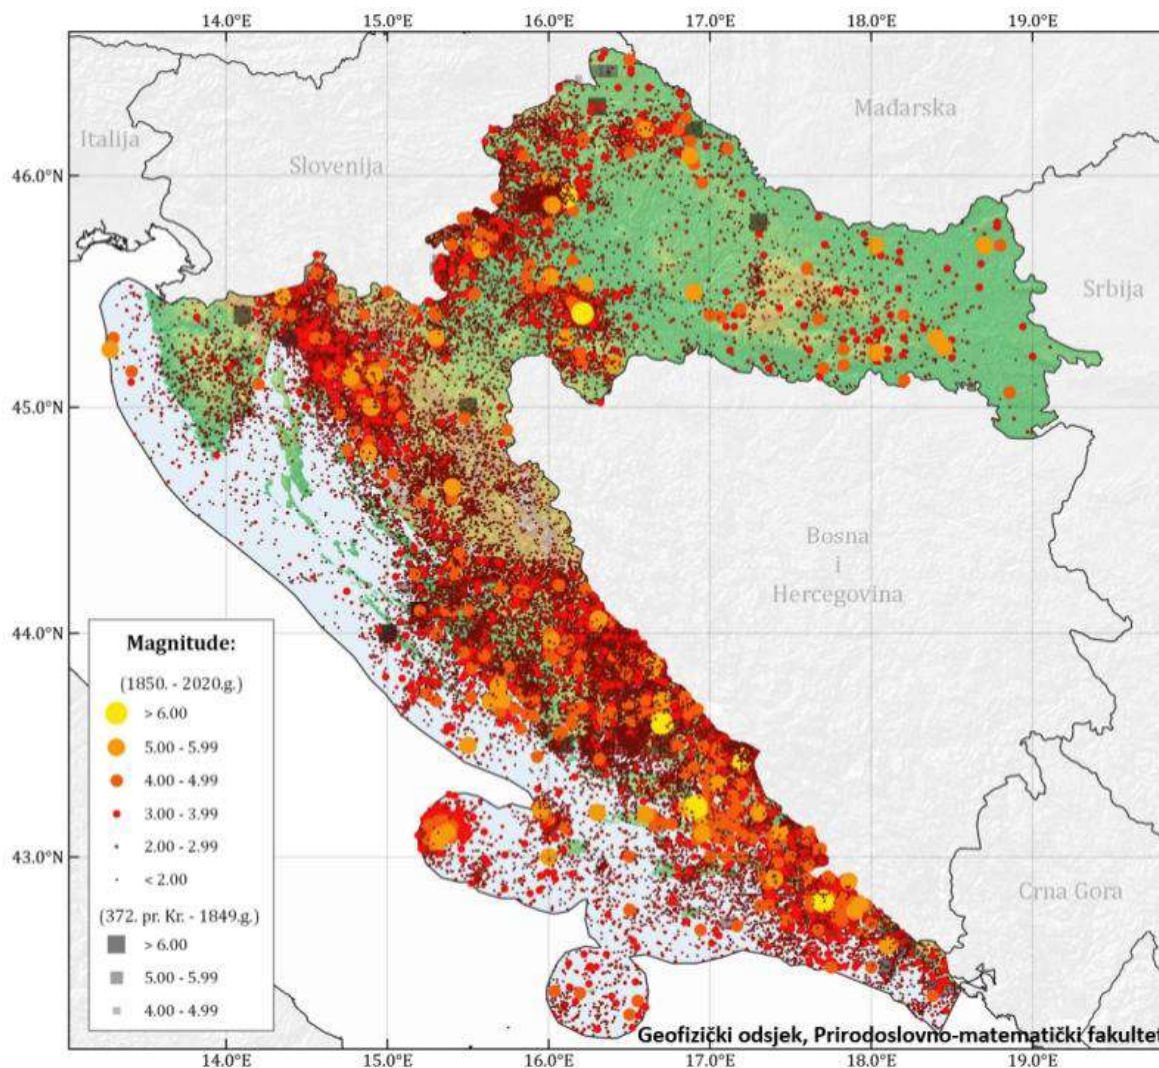 14.0°E 15.0°E 16.0°E 17.0°E 18.0°E 19.0°E
Italija
Slovenija
Mađarska
46.0°N
Srbija
45.0°N
Bosna
i
Hercegovina
44.0°N
Magnitude:
(1850. - 2020.g.)
> 6.00
5.00 - 5.99
4.00 - 4.99
3.00 - 3.99
2.00 - 2.99
< 2.00
(372. pr. Kr. - 1849.g.)
> 6.00
5.00 - 5.99
4.00 - 4.99
43.0°N
Crna Gora
Geofizički odsjek, Prirodoslovno-matematički fakultet
14.0°E 15.0°E 16.0°E 17.0°E 18.0°E 19.0°E